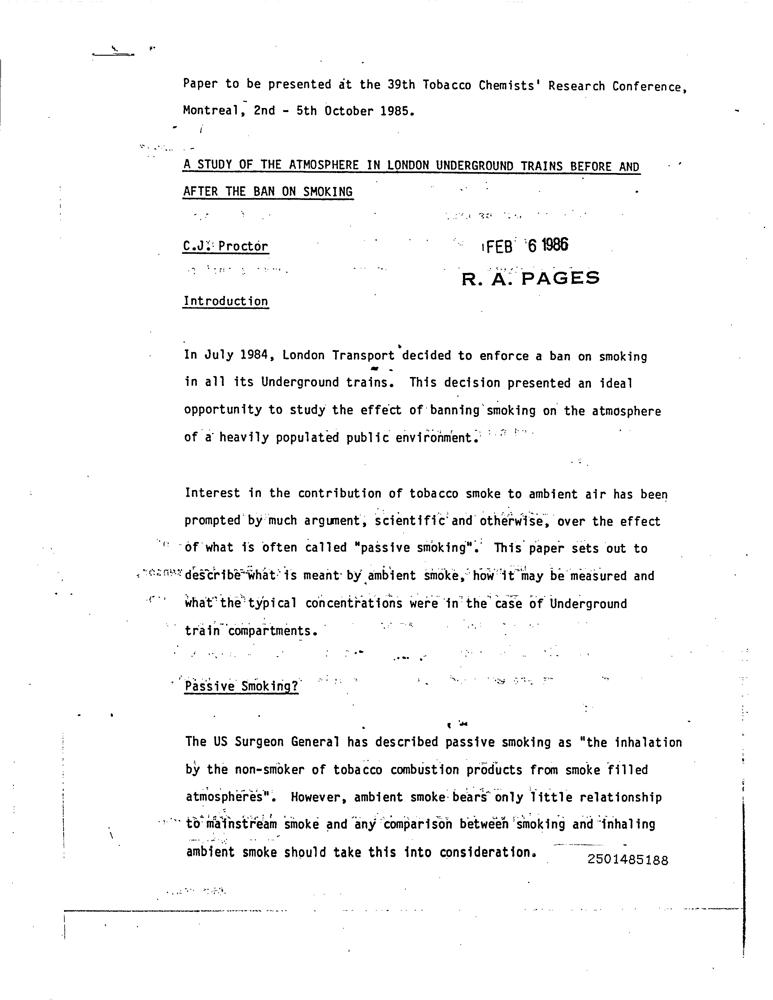 Paper to be presented at the 39th Tobacco Chemists' Research Conference,
Montreal, 2nd - 5th October 1985.
A STUDY OF THE ATMOSPHERE IN LONDON UNDERGROUND TRAINS BEFORE AND
AFTER THE BAN ON SMOKING
C.J. Proctor
FEB 6 1986
R. A. PAGES
Introduction
In July 1984, London Transport decided to enforce a ban on smoking
in all its Underground trains. This decision presented an ideal
opportunity to study the effect of banning smoking on the atmosphere
of a heavily populated public environment.
Interest in the contribution of tobacco smoke to ambient air has been
prompted by much argument, scientific and otherwise, over the effect
of what is often called "passive smoking". This paper sets out to
describe what is meant by ambient smoke, how it may be measured and
what the typical concentrations were in the case of Underground
train compartments.
Passive Smoking?
The US Surgeon General has described passive smoking as "the inhalation
by the non-smoker of tobacco combustion products from smoke filled
atmospheres". However, ambient smoke bears only little relationship
to mainstream smoke and any comparison between smoking and inhaling
ambient smoke should take this into consideration.
2501485188